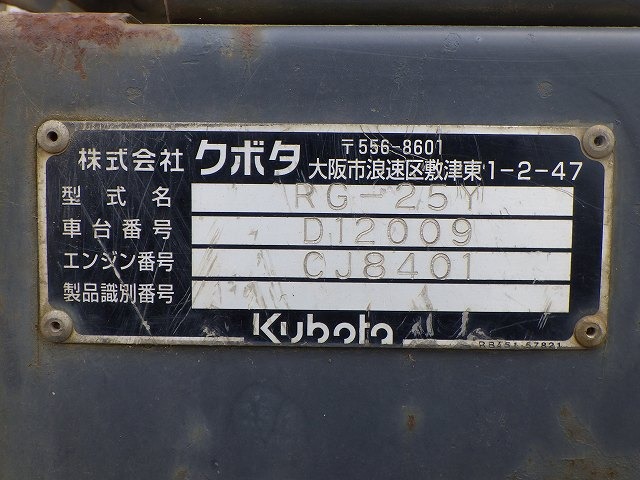 株式会社 クボタ 〒556-8601
大阪市浪速区敷津東1-2-47
型式名 RG-25Y
車台番号 D12009
エンジン番号 CJ8401
製品識別番号
Kubota
RB451-57821